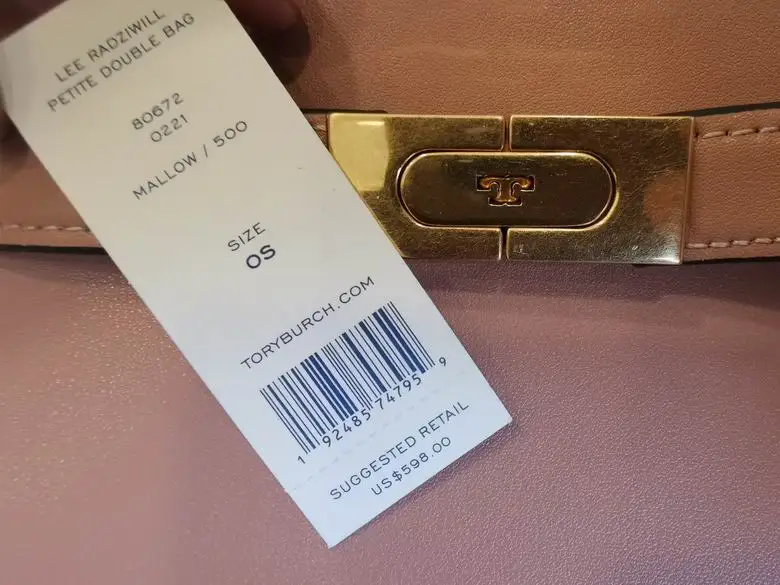 LEE RADZIWILL
PETITE DOUBLE BAG
80672
0221
MALLOW / 500
SIZE
OS
TORYBURCH.COM
1 92485 74795 9
SUGGESTED RETAIL
US$598.00